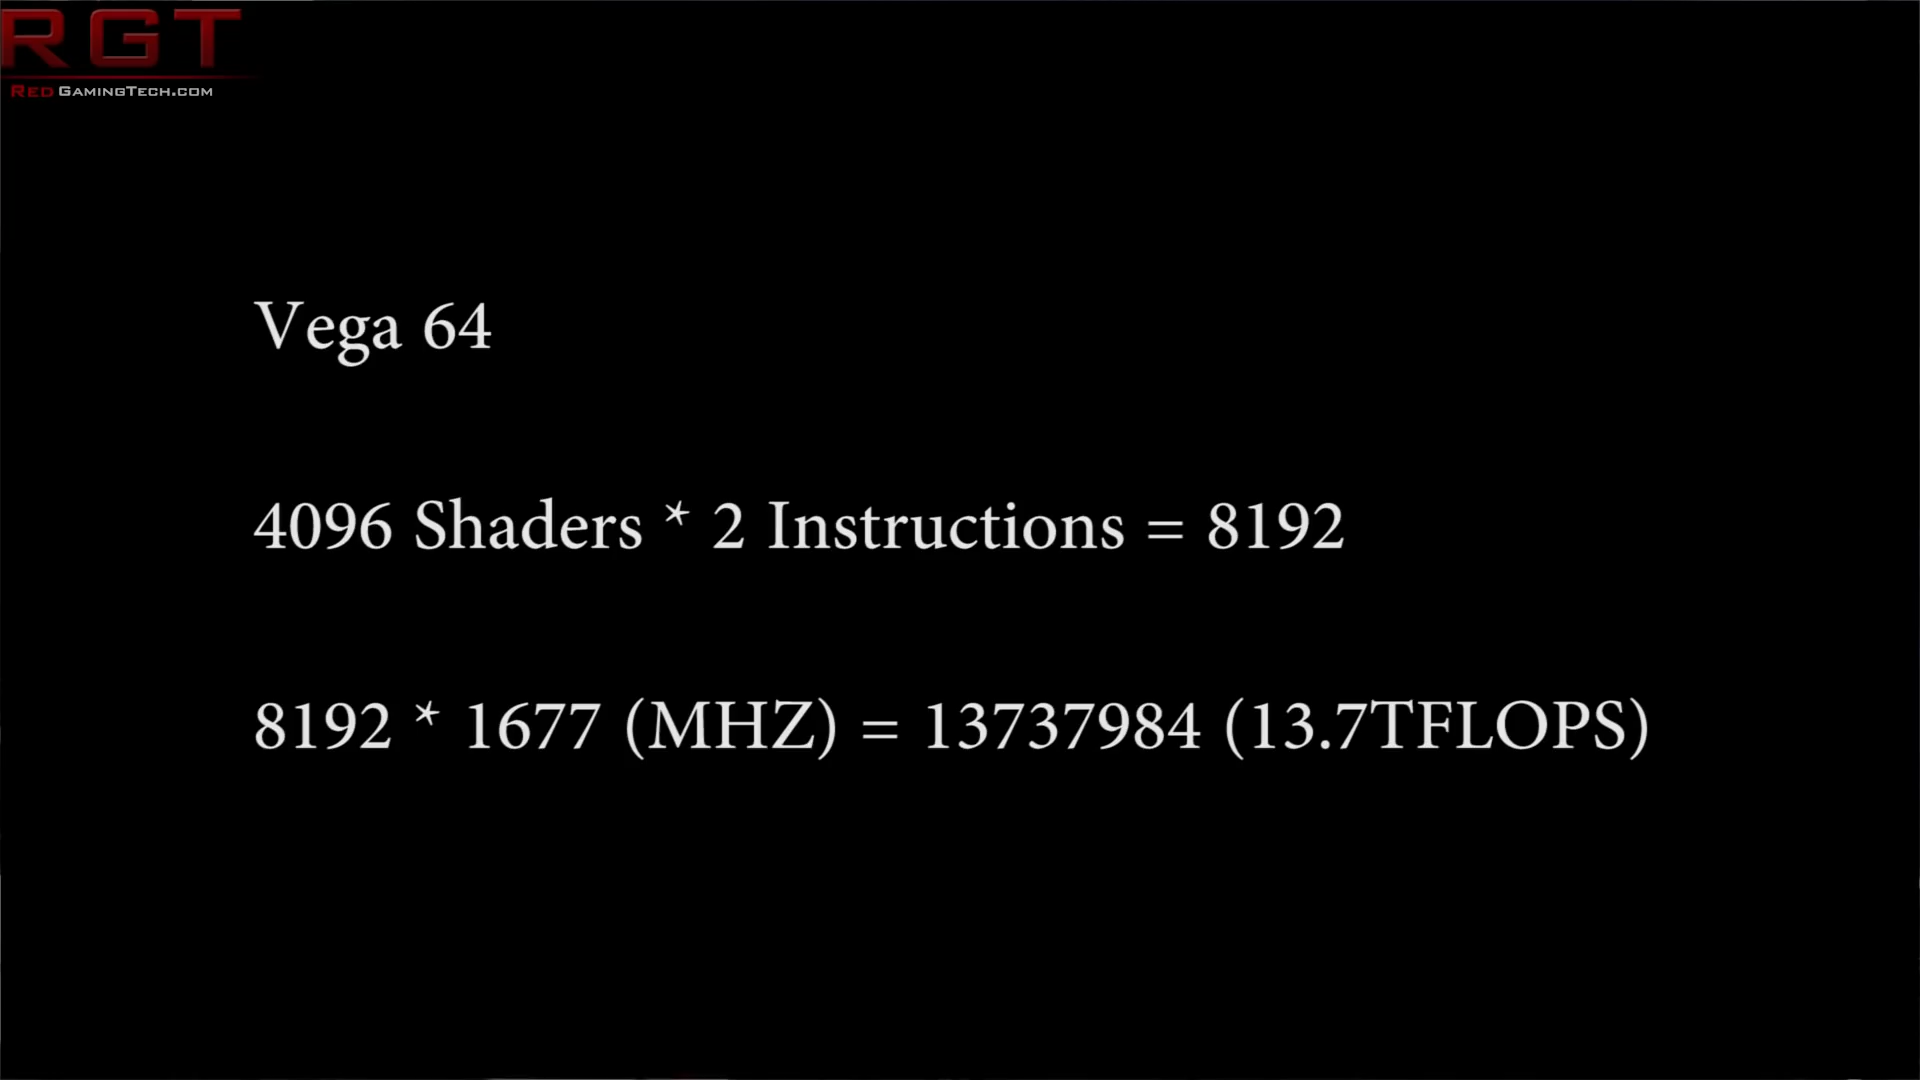 RGT
RED GAMINGTECH.COM
Vega 64
4096 Shaders * 2 Instructions = 8192
8192 * 1677 (MHZ) = 13737984 (13.7TFLOPS)